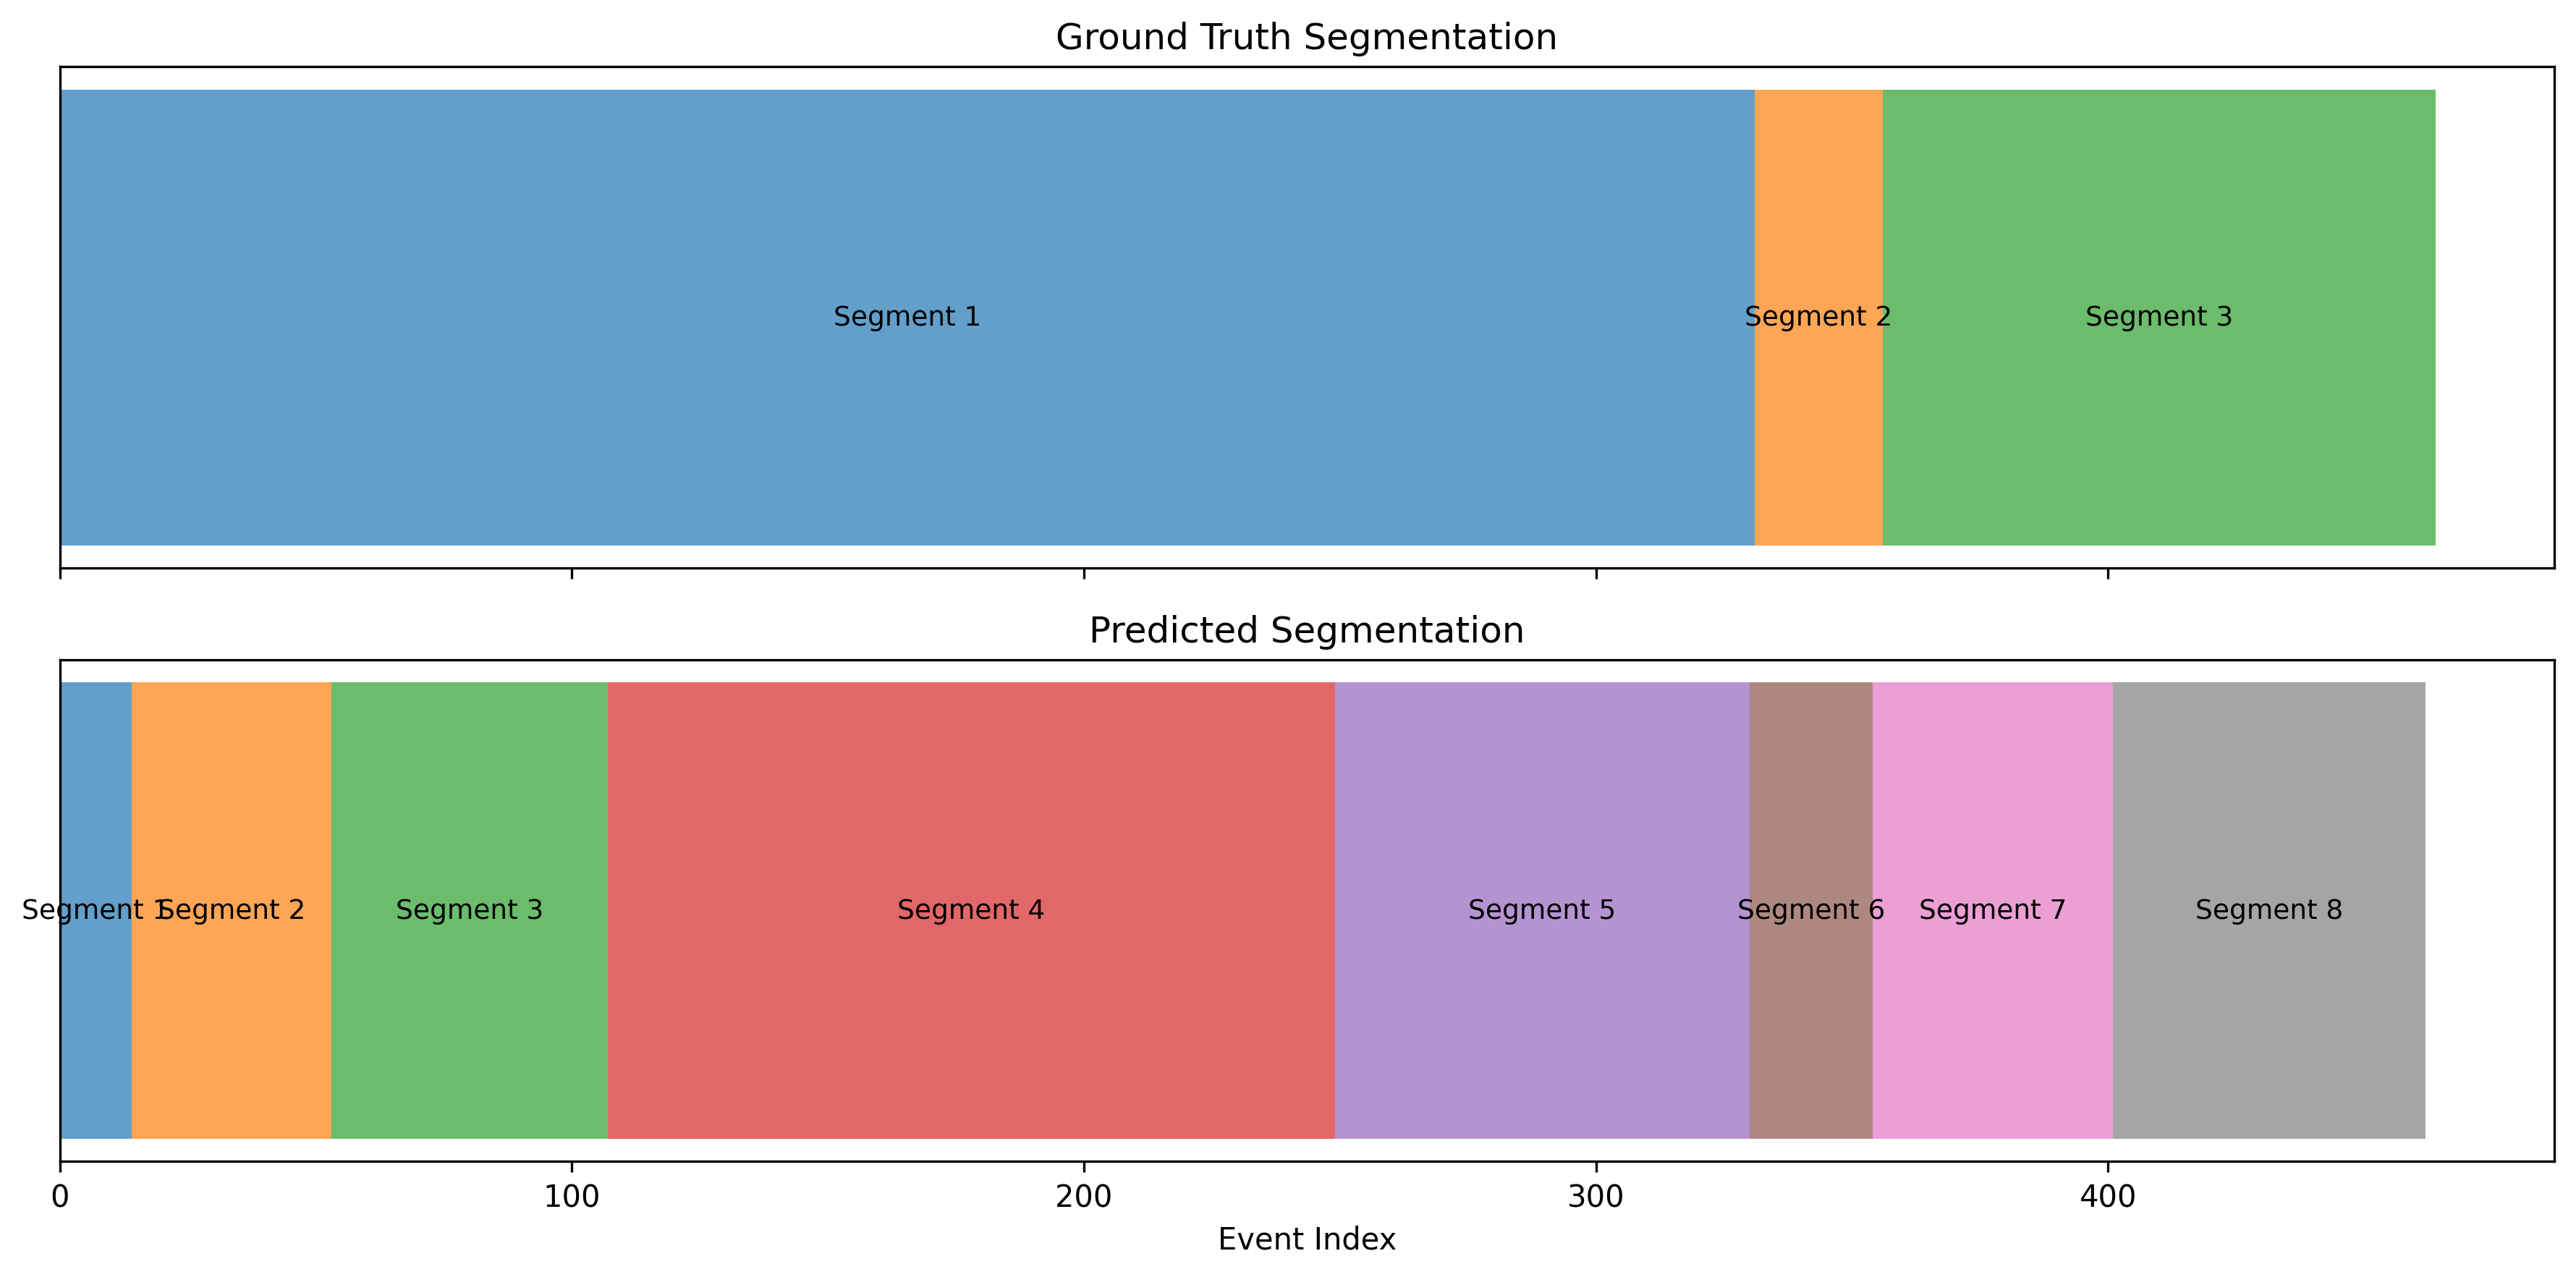 Ground Truth Segmentation
Segment 1 Segment 2 Segment 3
Predicted Segmentation
Segment 1 Segment 2 Segment 3 Segment 4 Segment 5 Segment 6 Segment 7 Segment 8
0 100 200 300 400
Event Index